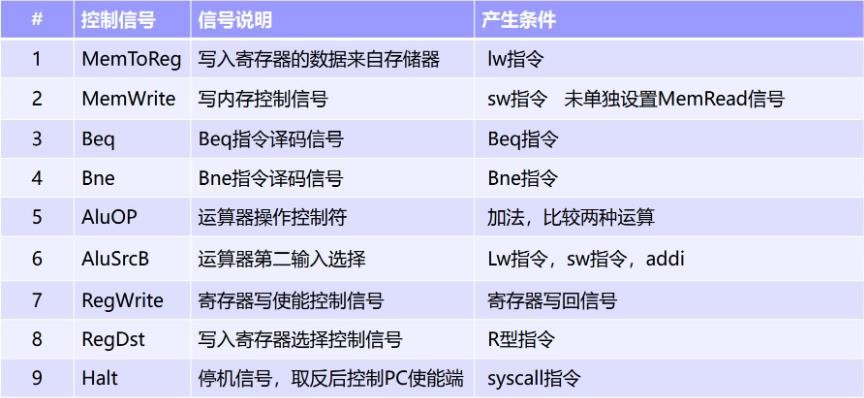 # 控制信号 信号说明 产生条件
1 MemToReg 写入寄存器的数据来自存储器 lw指令
2 MemWrite 写内存控制信号 sw指令 未单独设置MemRead信号
3 Beq Beq指令译码信号 Beq指令
4 Bne Bne指令译码信号 Bne指令
5 AluOP 运算器操作控制符 加法，比较两种运算
6 AluSrcB 运算器第二输入选择 Lw指令，sw指令，addi
7 RegWrite 寄存器写使能控制信号 寄存器写回信号
8 RegDst 写入寄存器选择控制信号 R型指令
9 Halt 停机信号，取反后控制PC使能端 syscall指令